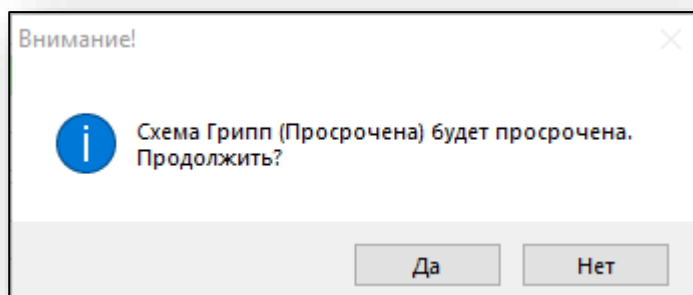 Внимание!
Схема Грипп (Просрочена) будет просрочена.
Продолжить?
Да
Нет